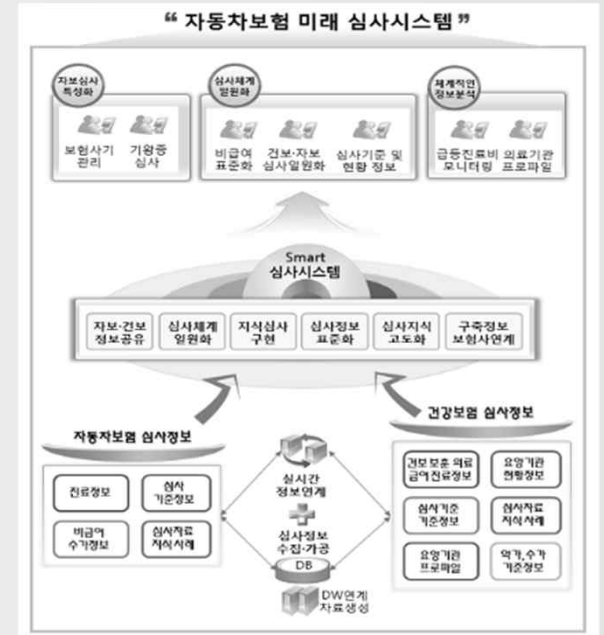 “ 자동차보험 미래 심사시스템 ”
자보심사
특성화
보험사기
관리
기왕증
심사
심사체계
일원화
비급여
표준화
건보·자보
심사일원화
심사기준 및
현황 정보
체계적인
정보분석
급등진료비
모니터링
의료기관
프로파일
Smart
심사시스템
자보·건보
정보공유
심사체계
일원화
지식심사
구현
심사정보
표준화
심사지식
고도화
구축정보
보험사연계
자동자보험 심사정보
진료정보
심사
기준정보
비급여
수가정보
심사자료
지식사례
실시간
정보연계
심사정보
수집·가공
DB
DW연계
자료생성
건강보험 심사정보
건보 보훈 의료
급여 진료정보
요양기관
현황정보
심사기준
기준정보
심사자료
지식사례
요양기관
프로파일
약가, 수가
기준정보